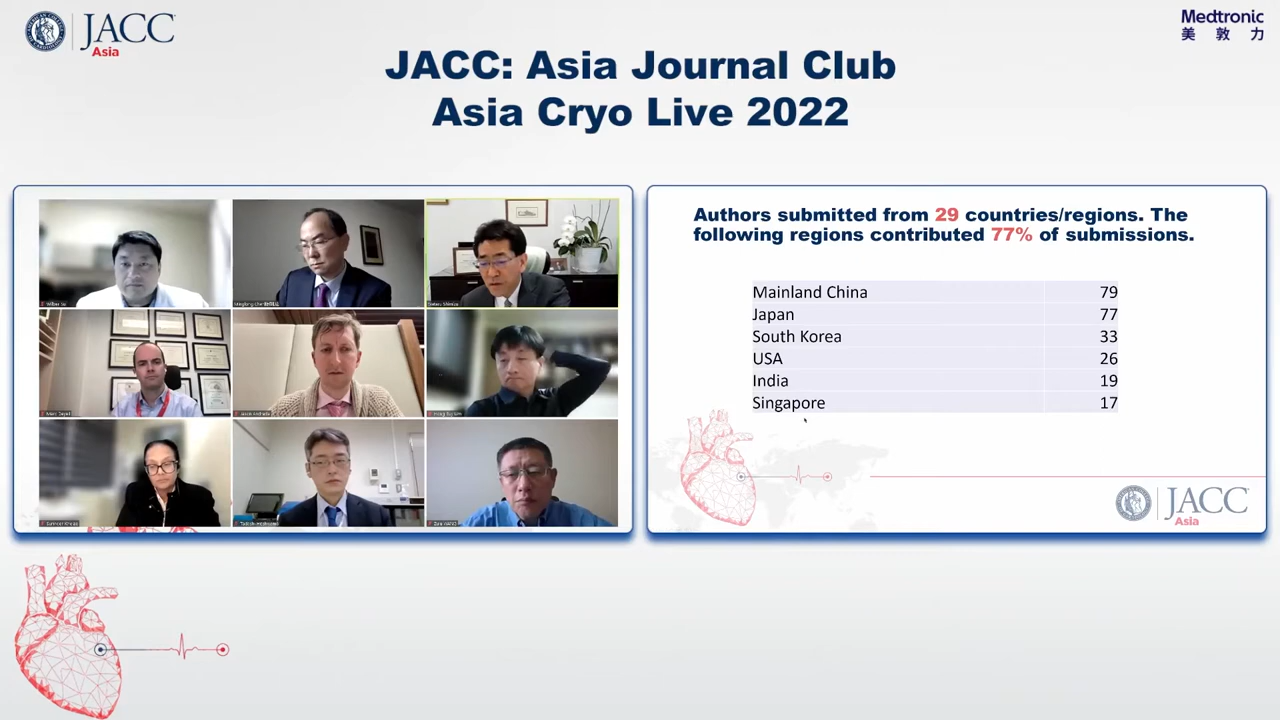 JACC
Asia
Medtronic
美敦力
JACC: Asia Journal Club
Asia Cryo Live 2022
Authors submitted from 29 countries/regions. The
following regions contributed 77% of submissions.
Mainland China 79
Japan 77
South Korea 33
USA 26
India 19
Singapore 17
JACC
Asia